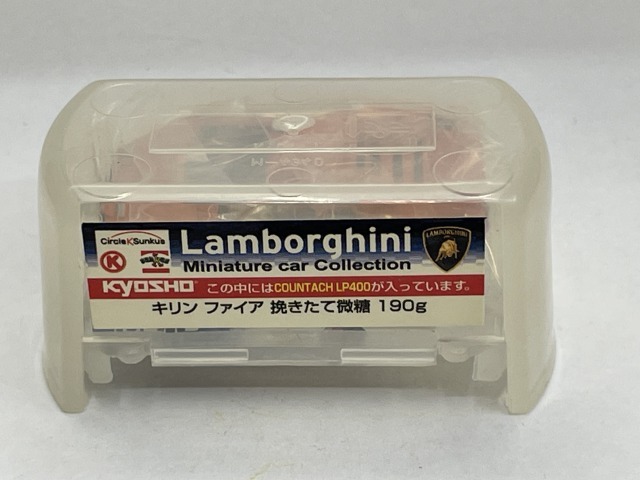 Circle K Sunkus
Lamborghini
LAMBORGHINI
K
Miniature car Collection
KYOSHO この中にはCOUNTACH LP400が入っています。
キリン ファイア 挽きたて微糖 190g